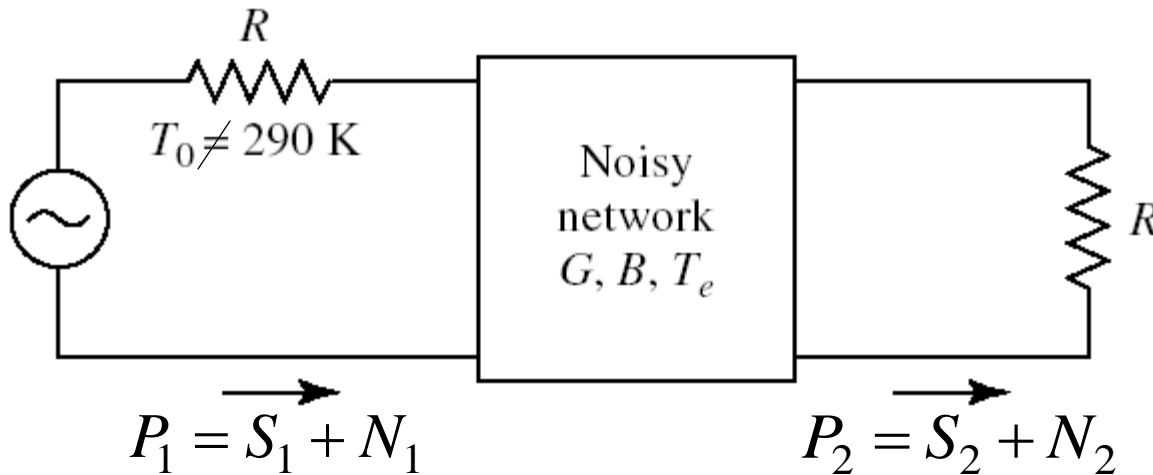 R
T₀ ≠ 290 K
Noisy
network
G, B, Tₑ
R
P₁ = S₁ + N₁
P₂ = S₂ + N₂